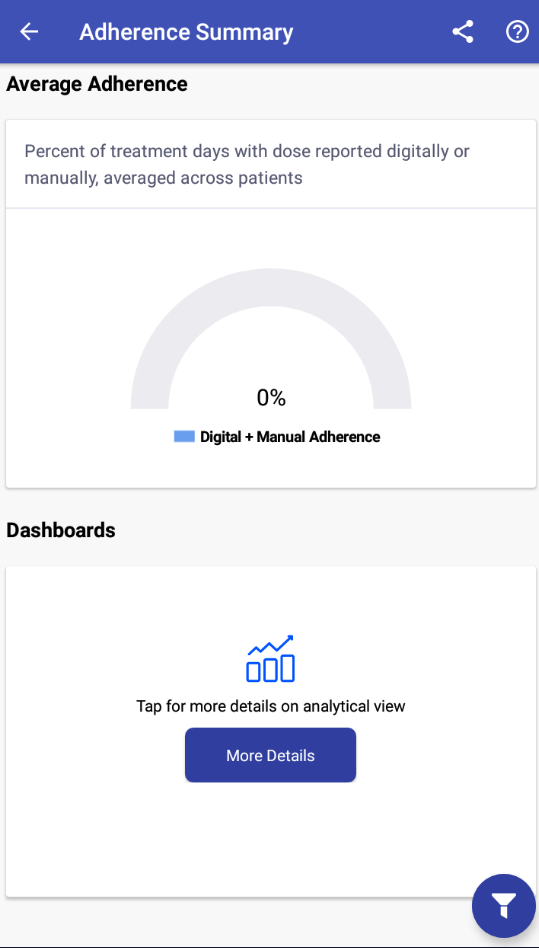 Adherence Summary
Average Adherence
Percent of treatment days with dose reported digitally or
manually, averaged across patients
0%
Digital + Manual Adherence
Dashboards
Tap for more details on analytical view
More Details